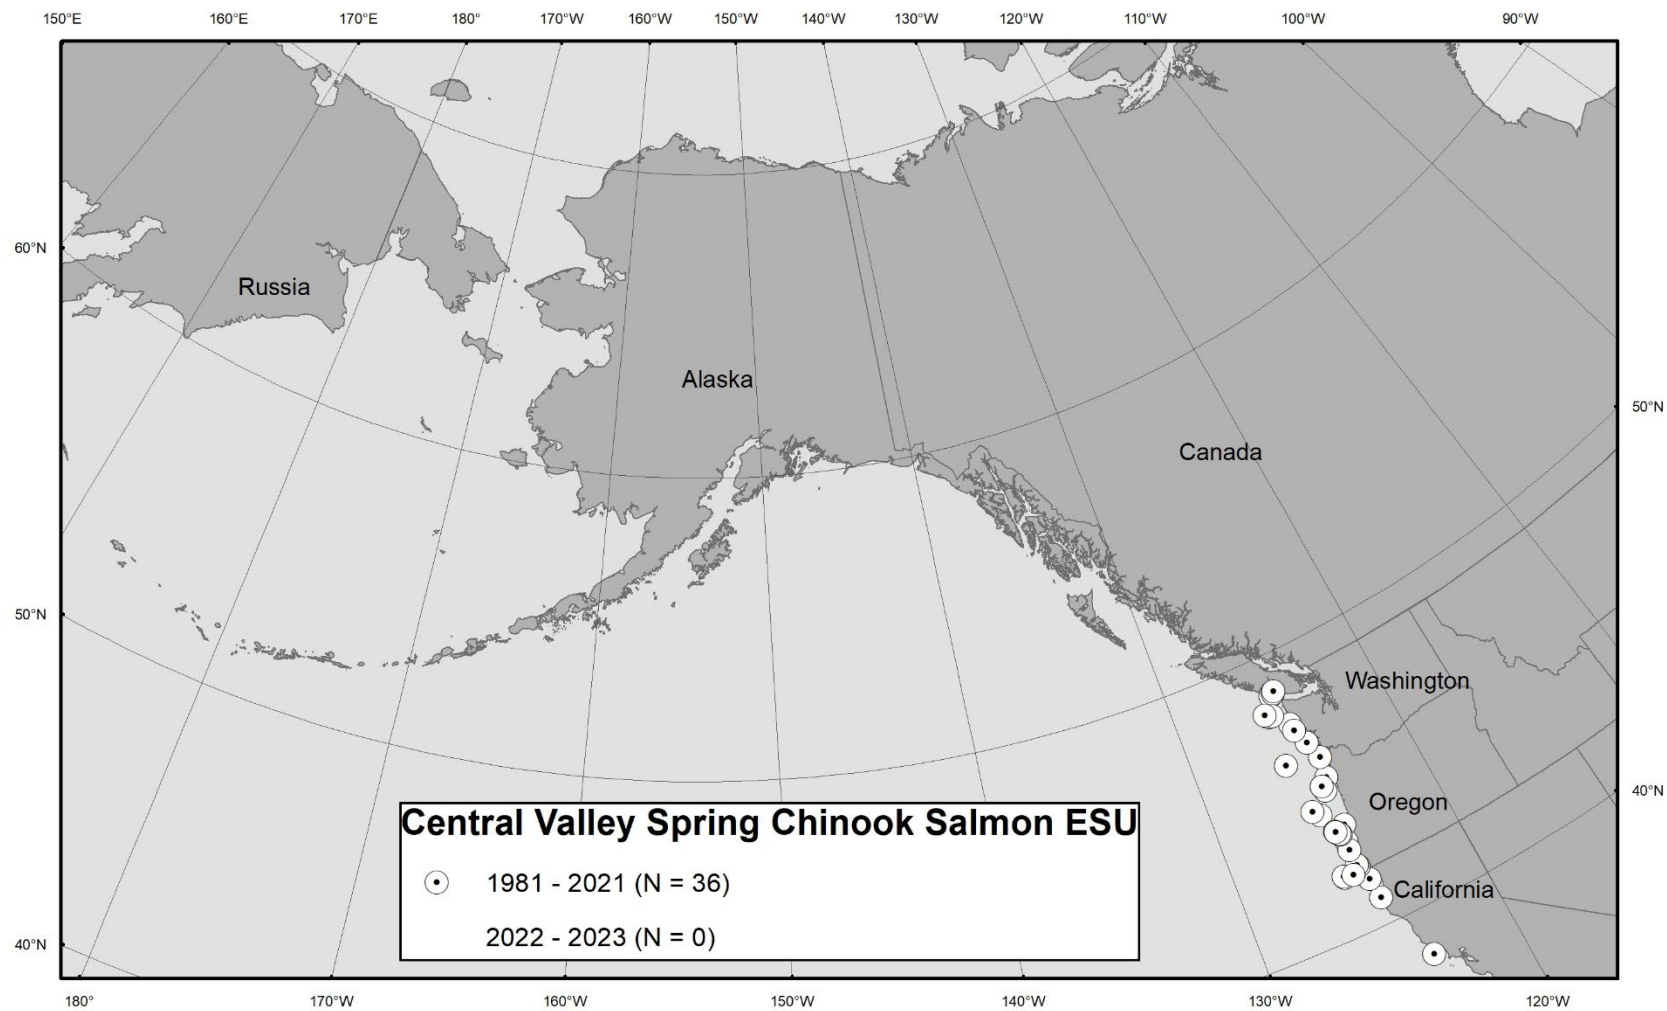 150°E 160°E 170°E 180° 170°W 160°W 150°W 140°W 130°W 120°W 110°W 100°W 90°W
60°N
Russia
Alaska
50°N
Canada
50°N
Washington
40°N
Oregon
Central Valley Spring Chinook Salmon ESU
1981 - 2021 (N = 36)
California
2022 - 2023 (N = 0)
40°N
180° 170°W 160°W 150°W 140°W 130°W 120°W